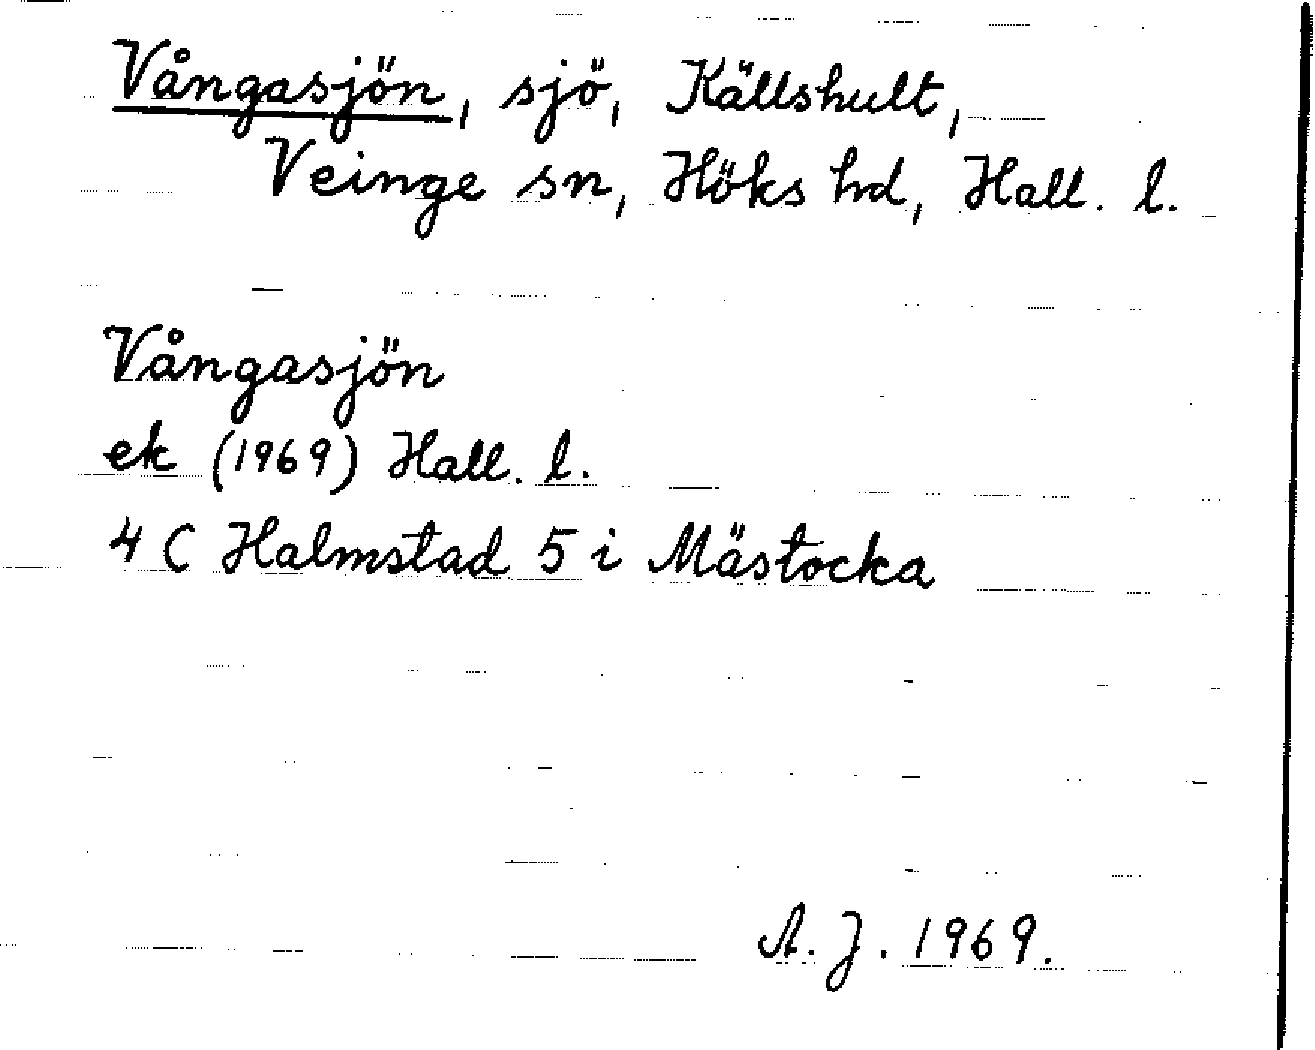 Vångasjön, sjö, Källshult,
Veinge sn, Höks hd, Hall. l.
Vångasjön
ek (1969) Hall. l.
4 C Halmstad 5 i Mästocka
A. J. 1969.